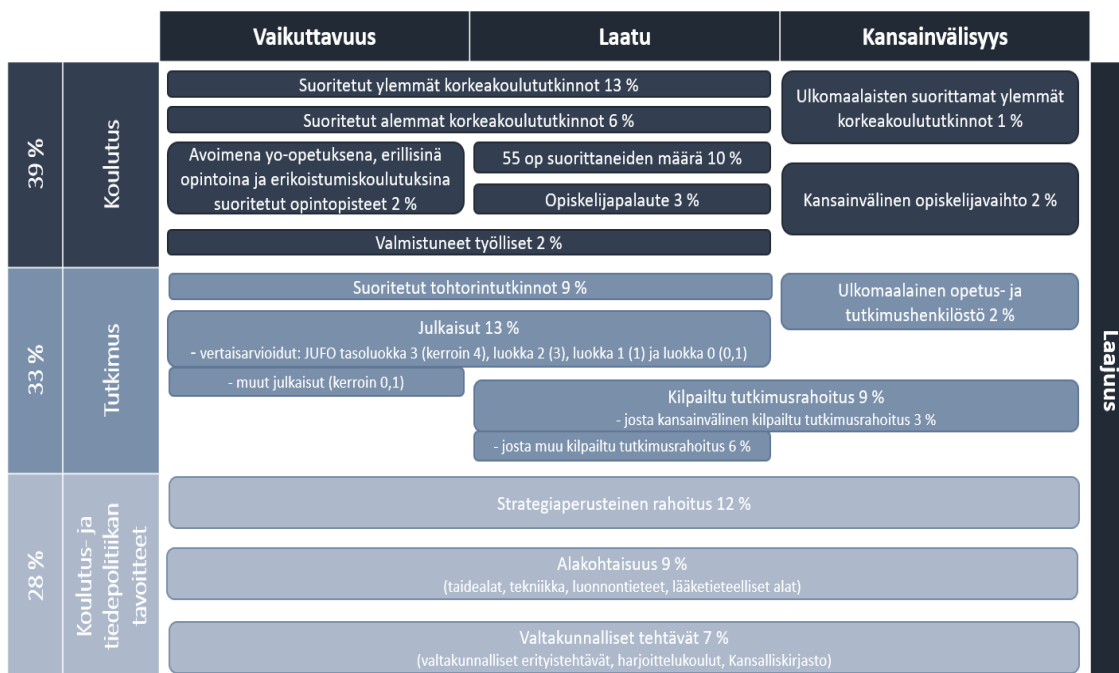 Vaikuttavuus
Laatu
Kansainvälisyys
39 %
Koulutus
Suoritetut ylemmät korkeakoulututkinnot 13 %
Suoritetut alemmat korkeakoulututkinnot 6 %
Avoimena yo-opetuksena, erillisinä
opintoina ja erikoistumiskoulutuksina
suoritetut opintopisteet 2 %
55 op suorittaneiden määrä 10 %
Opiskelijapalaute 3 %
Valmistuneet työlliset 2 %
Ulkomaalaisten suorittamat ylemmät
korkeakoulututkinnot 1 %
Kansainvälinen opiskelijavaihto 2 %
33 %
Tutkimus
Suoritetut tohtorintutkinnot 9 %
Julkaisut 13 %
- vertaisarvioidut: JUFO tasoluokka 3 (kerroin 4), luokka 2 (3), luokka 1 (1) ja luokka 0 (0,1)
- muut julkaisut (kerroin 0,1)
Ulkomaalainen opetus- ja
tutkimushenkilöstö 2 %
Kilpailtu tutkimusrahoitus 9 %
- josta kansainvälinen kilpailtu tutkimusrahoitus 3 %
- josta muu kilpailtu tutkimusrahoitus 6 %
28 %
Koulutus- ja
tiedepolitiikan
tavoitteet
Strategiaperusteinen rahoitus 12 %
Alakohtaisuus 9 %
(taidealat, tekniikka, luonnontieteet, lääketieteelliset alat)
Valtakunnalliset tehtävät 7 %
(valtakunnalliset erityistehtävät, harjoittelukoulut, Kansalliskirjasto)
Laajuus